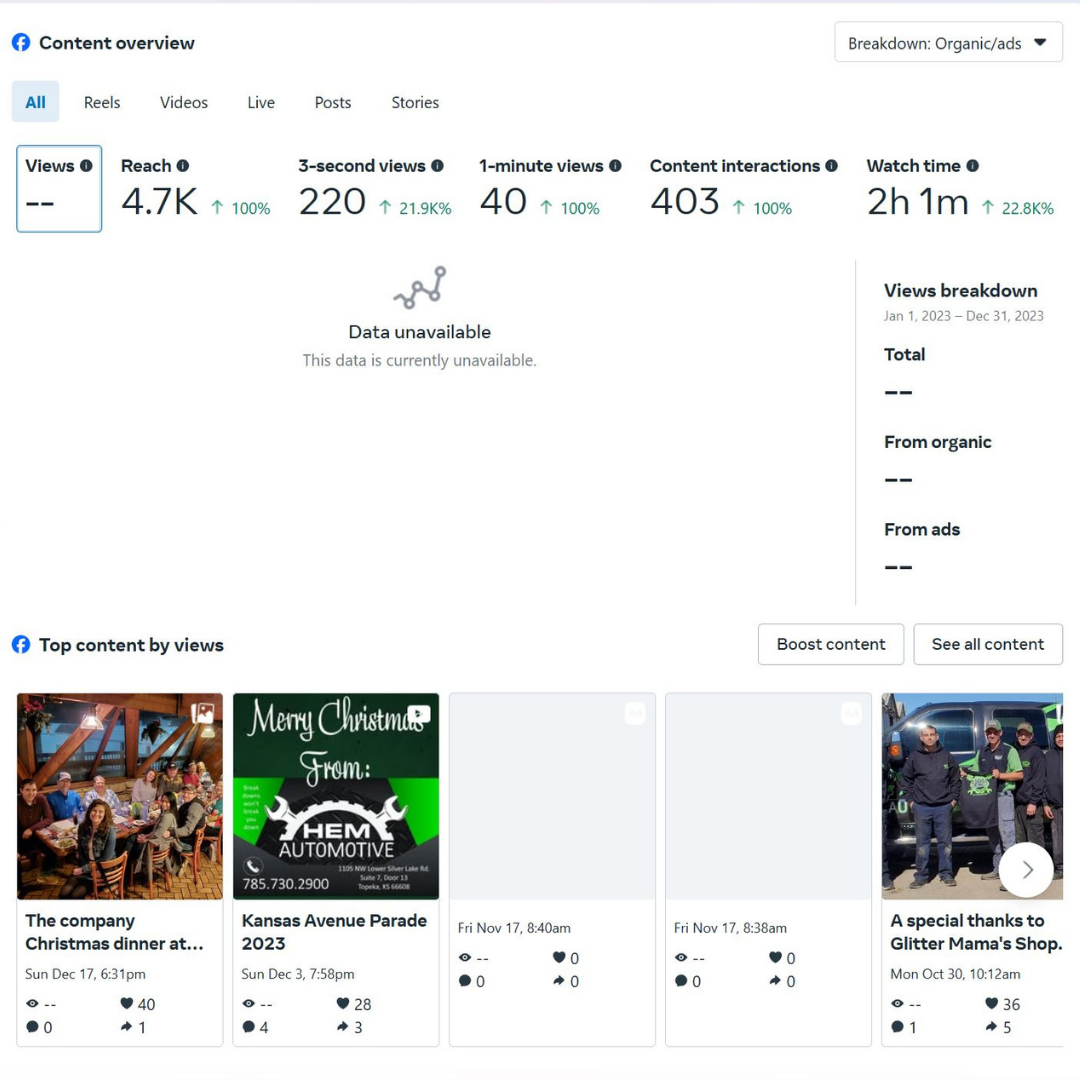 Content overview
Breakdown: Organic/ads
All Reels Videos Live Posts Stories
Views Reach 3-second views 1-minute views Content interactions Watch time
-- 4.7K ↑ 100% 220 ↑ 21.9K% 40 ↑ 100% 403 ↑ 100% 2h 1m ↑ 22.8K%
Data unavailable
This data is currently unavailable.
Views breakdown
Jan 1, 2023 – Dec 31, 2023
Total
--
From organic
--
From ads
--
Top content by views
Boost content
See all content
Merry Christmas
From:
Break
downs
won't
break
you
down
HEM
AUTOMOTIVE
1105 NW Lower Silver Lake Rd.
Suite 7, Door 13
785.730.2900
Topeka, KS 66608
The company
Christmas dinner at...
Sun Dec 17, 6:31pm
-- 40
0 1
Kansas Avenue Parade
2023
Sun Dec 3, 7:58pm
-- 28
4 3
Fri Nov 17, 8:40am
-- 0
0 0
Fri Nov 17, 8:38am
-- 0
0 0
A special thanks to
Glitter Mama's Shop.
Mon Oct 30, 10:12am
-- 36
1 5